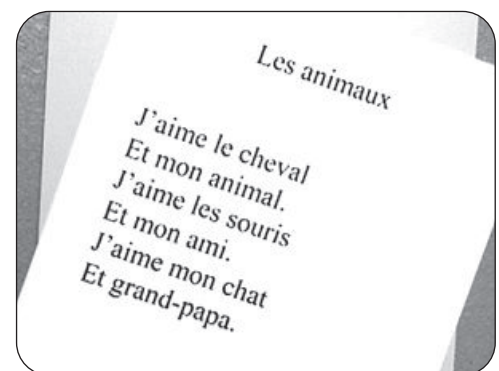 Les animaux
J’aime le cheval
Et mon animal.
J’aime les souris
Et mon ami.
J’aime mon chat
Et grand-papa.